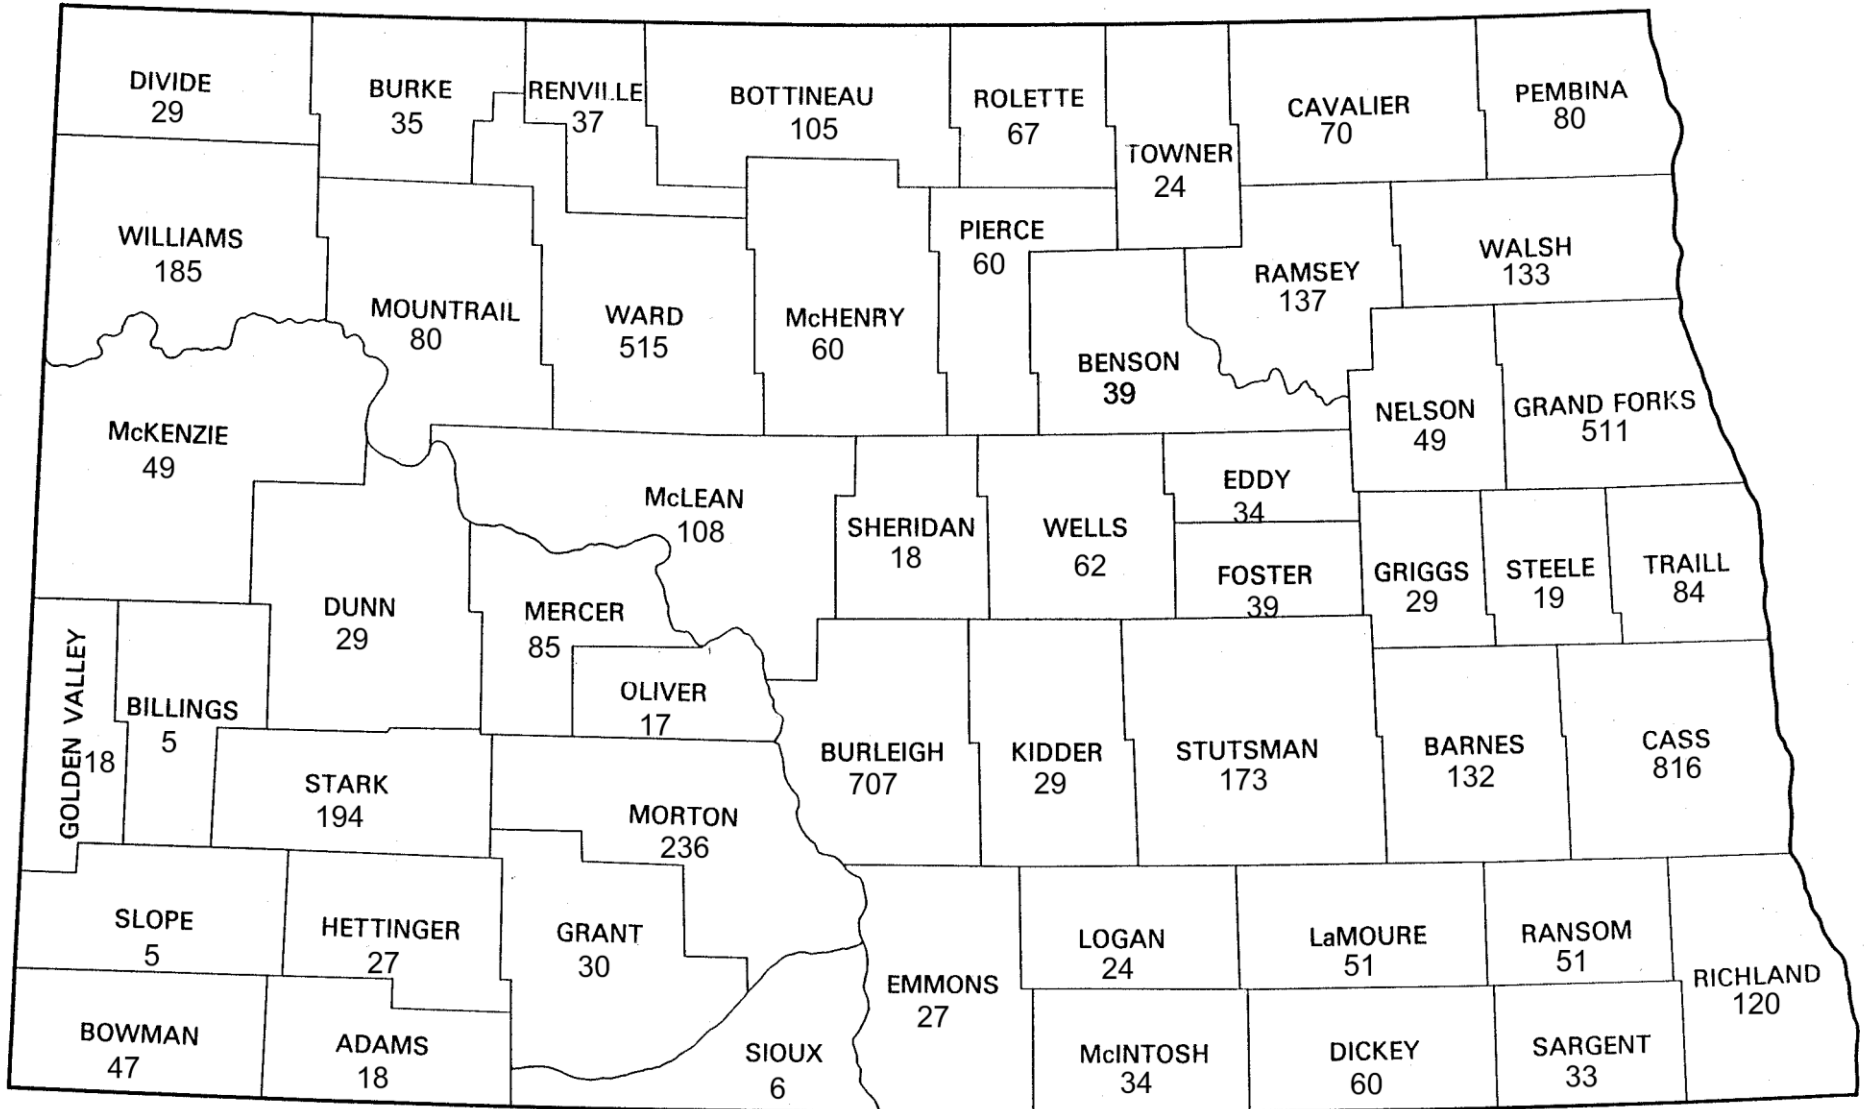 DIVIDE
29
BURKE
35
RENVILLE
37
BOTTINEAU
105
ROLETTE
67
TOWNER
24
CAVALIER
70
PEMBINA
80
WILLIAMS
185
MOUNTRAIL
80
WARD
515
McHENRY
60
PIERCE
60
BENSON
39
RAMSEY
137
WALSH
133
McKENZIE
49
NELSON
49
GRAND FORKS
511
McLEAN
108
SHERIDAN
18
WELLS
62
EDDY
34
FOSTER
39
GRIGGS
29
STEELE
19
TRAILL
84
DUNN
29
MERCER
85
OLIVER
17
GOLDEN VALLEY
18
BILLINGS
5
STARK
194
MORTON
236
BURLEIGH
707
KIDDER
29
STUTSMAN
173
BARNES
132
CASS
816
SLOPE
5
HETTINGER
27
GRANT
30
EMMONS
27
LOGAN
24
LaMOURE
51
RANSOM
51
RICHLAND
120
BOWMAN
47
ADAMS
18
SIOUX
6
McINTOSH
34
DICKEY
60
SARGENT
33